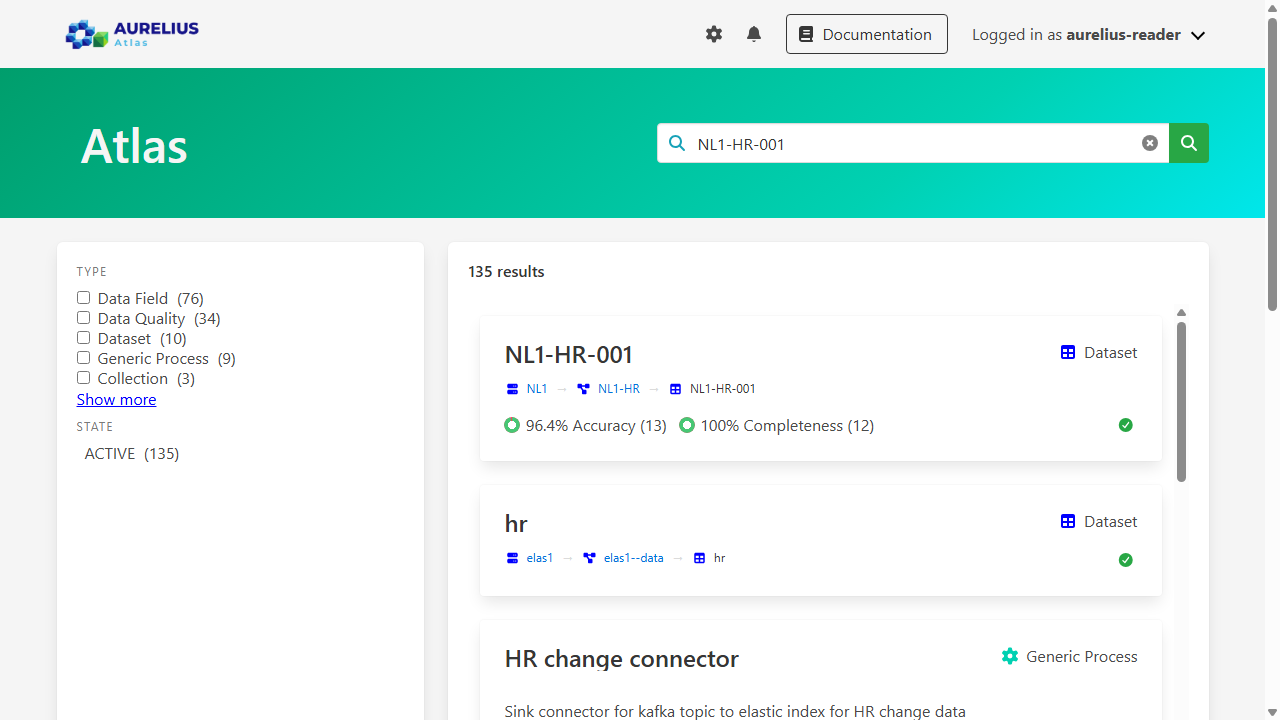 AURELIUS
Atlas
Documentation
Logged in as aurelius-reader
Atlas
NL1-HR-001
TYPE
Data Field (76)
Data Quality (34)
Dataset (10)
Generic Process (9)
Collection (3)
Show more
STATE
ACTIVE (135)
135 results
NL1-HR-001
Dataset
NL1 → NL1-HR → NL1-HR-001
96.4% Accuracy (13) 100% Completeness (12)
hr
Dataset
elas1 → elas1--data → hr
HR change connector
Generic Process
Sink connector for kafka topic to elastic index for HR change data